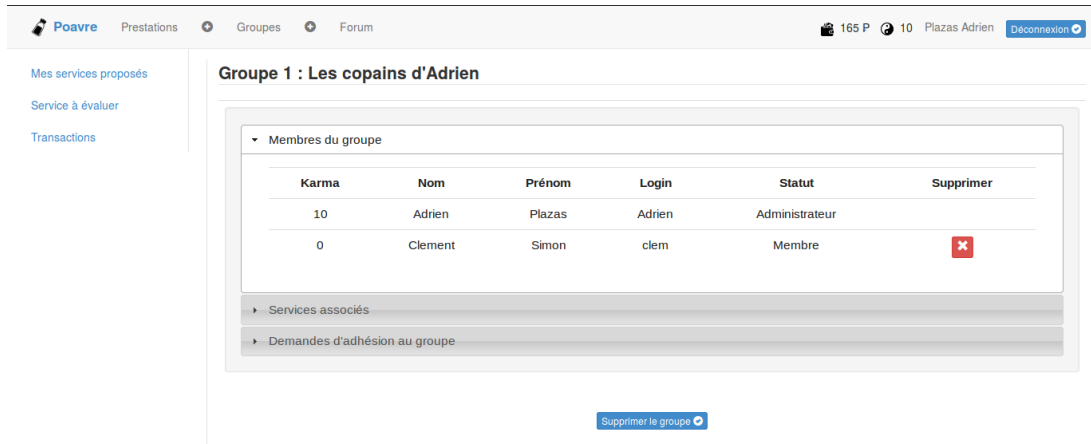 Poavre Prestations Groupes Forum 165 P 10 Plazas Adrien Déconnexion
Mes services proposés
Service à évaluer
Transactions
Groupe 1 : Les copains d'Adrien
Membres du groupe
Karma Nom Prénom Login Statut Supprimer
10 Adrien Plazas Adrien Administrateur
0 Clement Simon clem Membre
Services associés
Demandes d'adhésion au groupe
Supprimer le groupe